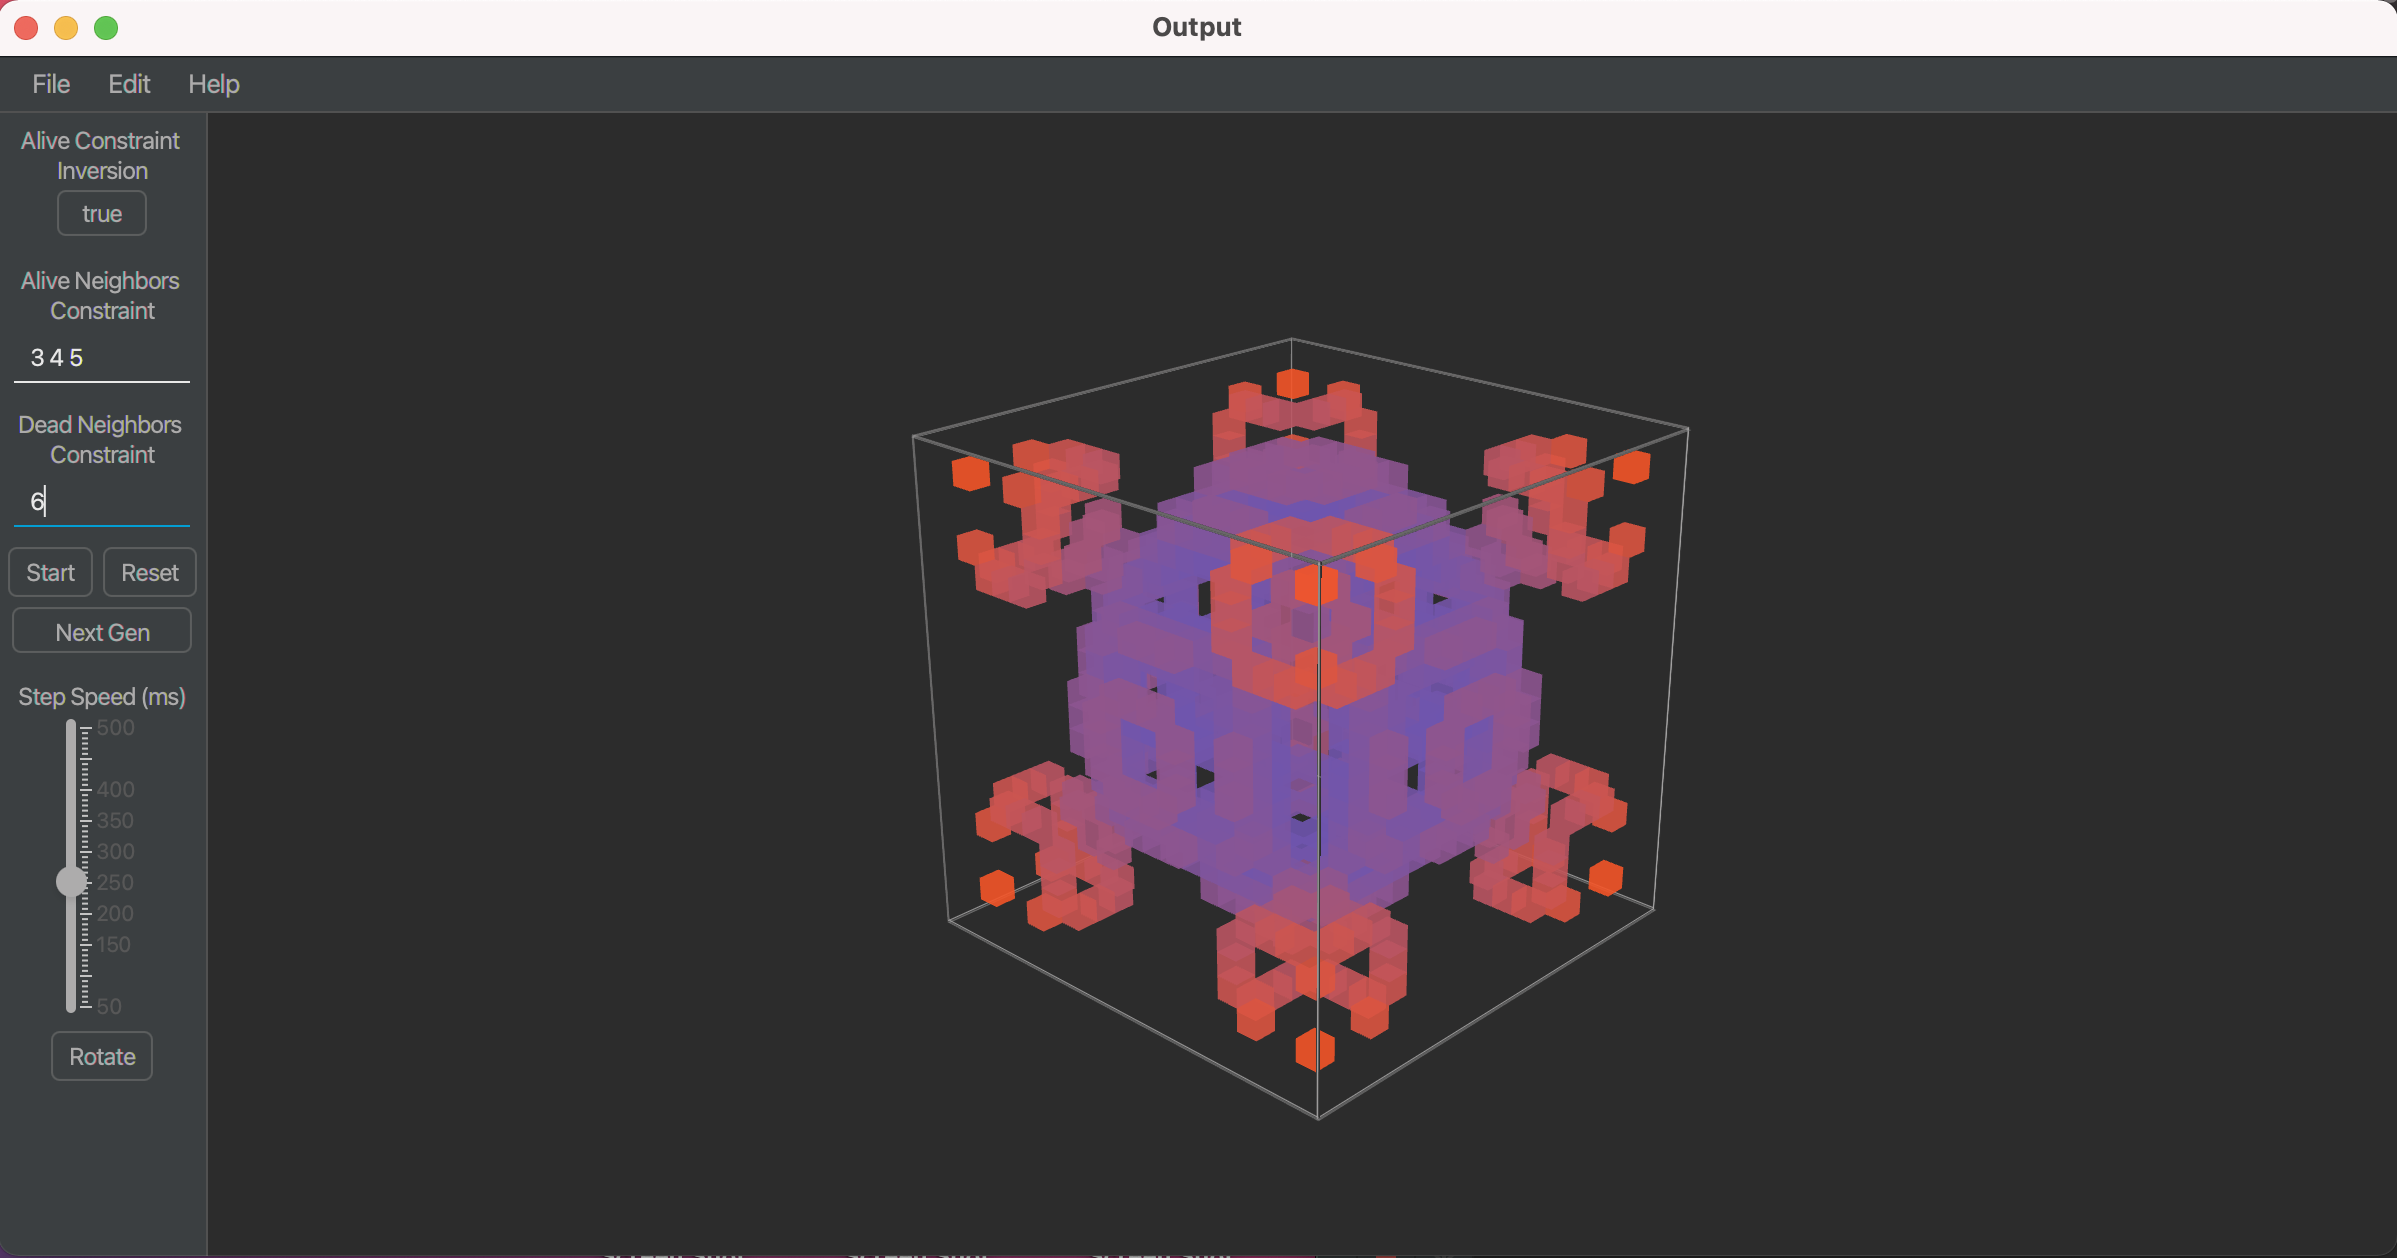 Output
File Edit Help
Alive Constraint
Inversion
true
Alive Neighbors
Constraint
3 4 5
Dead Neighbors
Constraint
6
Start Reset
Next Gen
Step Speed (ms)
500
400
350
300
250
200
150
50
Rotate